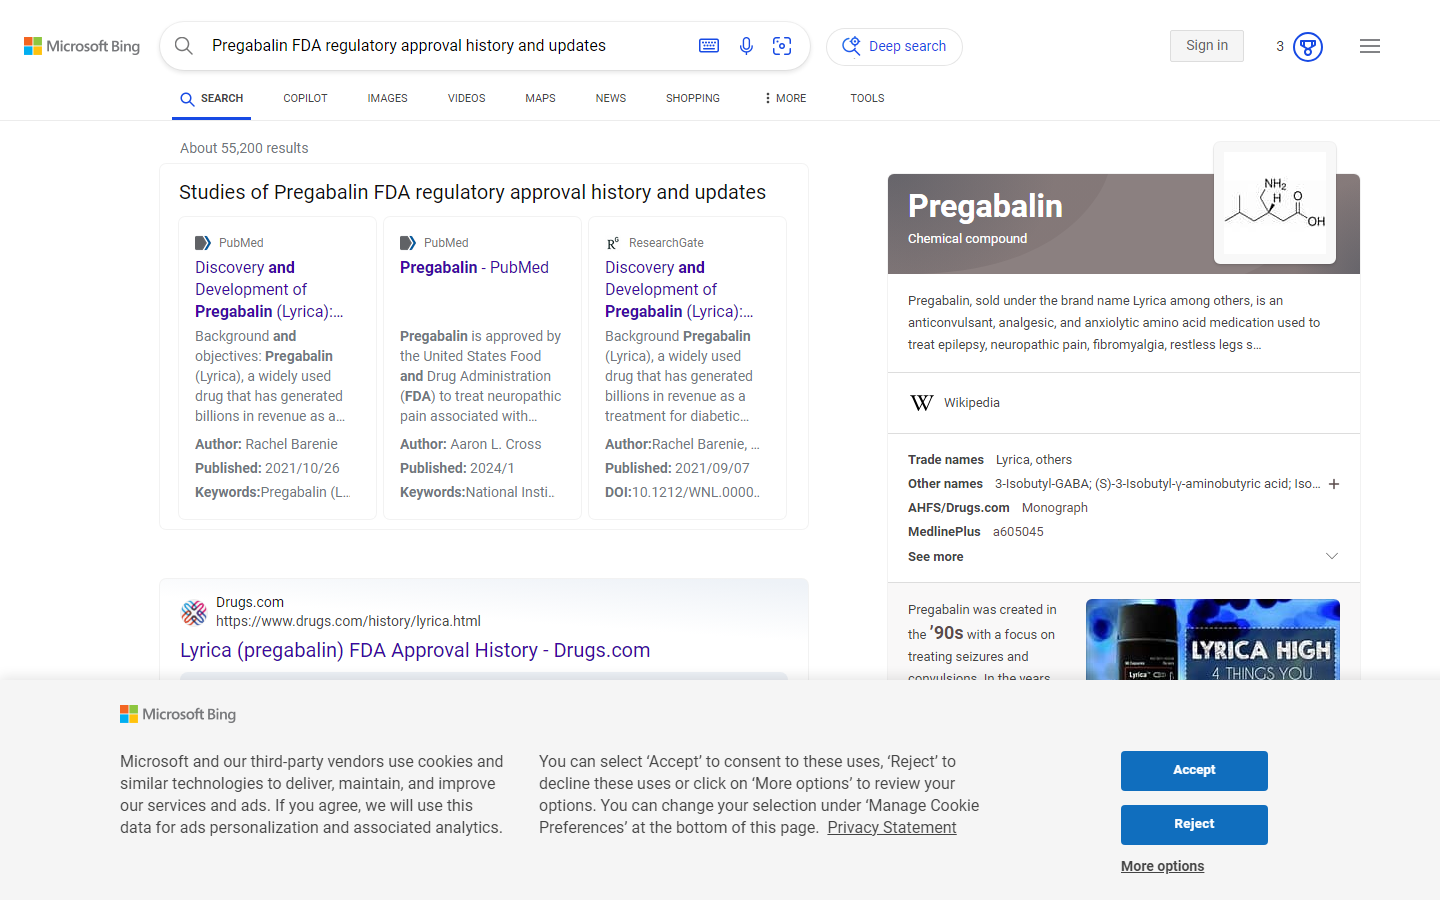 Microsoft Bing
Pregabalin FDA regulatory approval history and updates
Deep search
Sign in
3
SEARCH
COPILOT
IMAGES
VIDEOS
MAPS
NEWS
SHOPPING
MORE
TOOLS
About 55,200 results
Studies of Pregabalin FDA regulatory approval history and updates
PubMed
Discovery and
Development of
Pregabalin (Lyrica):...
Background and
objectives: Pregabalin
(Lyrica), a widely used
drug that has generated
billions in revenue as a...
Author: Rachel Barenie
Published: 2021/10/26
Keywords:Pregabalin (L...
PubMed
Pregabalin - PubMed
Pregabalin is approved by
the United States Food
and Drug Administration
(FDA) to treat neuropathic
pain associated with...
Author: Aaron L. Cross
Published: 2024/1
Keywords:National Insti..
ResearchGate
Discovery and
Development of
Pregabalin (Lyrica):...
Background Pregabalin
(Lyrica), a widely used
drug that has generated
billions in revenue as a
treatment for diabetic...
Author:Rachel Barenie, ...
Published: 2021/09/07
DOI:10.1212/WNL.0000..
Drugs.com
https://www.drugs.com/history/lyrica.html
Lyrica (pregabalin) FDA Approval History - Drugs.com
Pregabalin
Chemical compound
NH2
H
O
OH
Pregabalin, sold under the brand name Lyrica among others, is an
anticonvulsant, analgesic, and anxiolytic amino acid medication used to
treat epilepsy, neuropathic pain, fibromyalgia, restless legs s...
Wikipedia
Trade names Lyrica, others
Other names 3-Isobutyl-GABA; (S)-3-Isobutyl-γ-aminobutyric acid; Iso...
AHFS/Drugs.com Monograph
MedlinePlus a605045
See more
Pregabalin was created in
the '90s with a focus on
treating seizures and
convulsions. In the years
Lyrica
LYRICA HIGH
4 THINGS YOU
Microsoft Bing
Microsoft and our third-party vendors use cookies and
similar technologies to deliver, maintain, and improve
our services and ads. If you agree, we will use this
data for ads personalization and associated analytics.
You can select ‘Accept’ to consent to these uses, ‘Reject’ to
decline these uses or click on ‘More options’ to review your
options. You can change your selection under ‘Manage Cookie
Preferences’ at the bottom of this page. Privacy Statement
Accept
Reject
More options